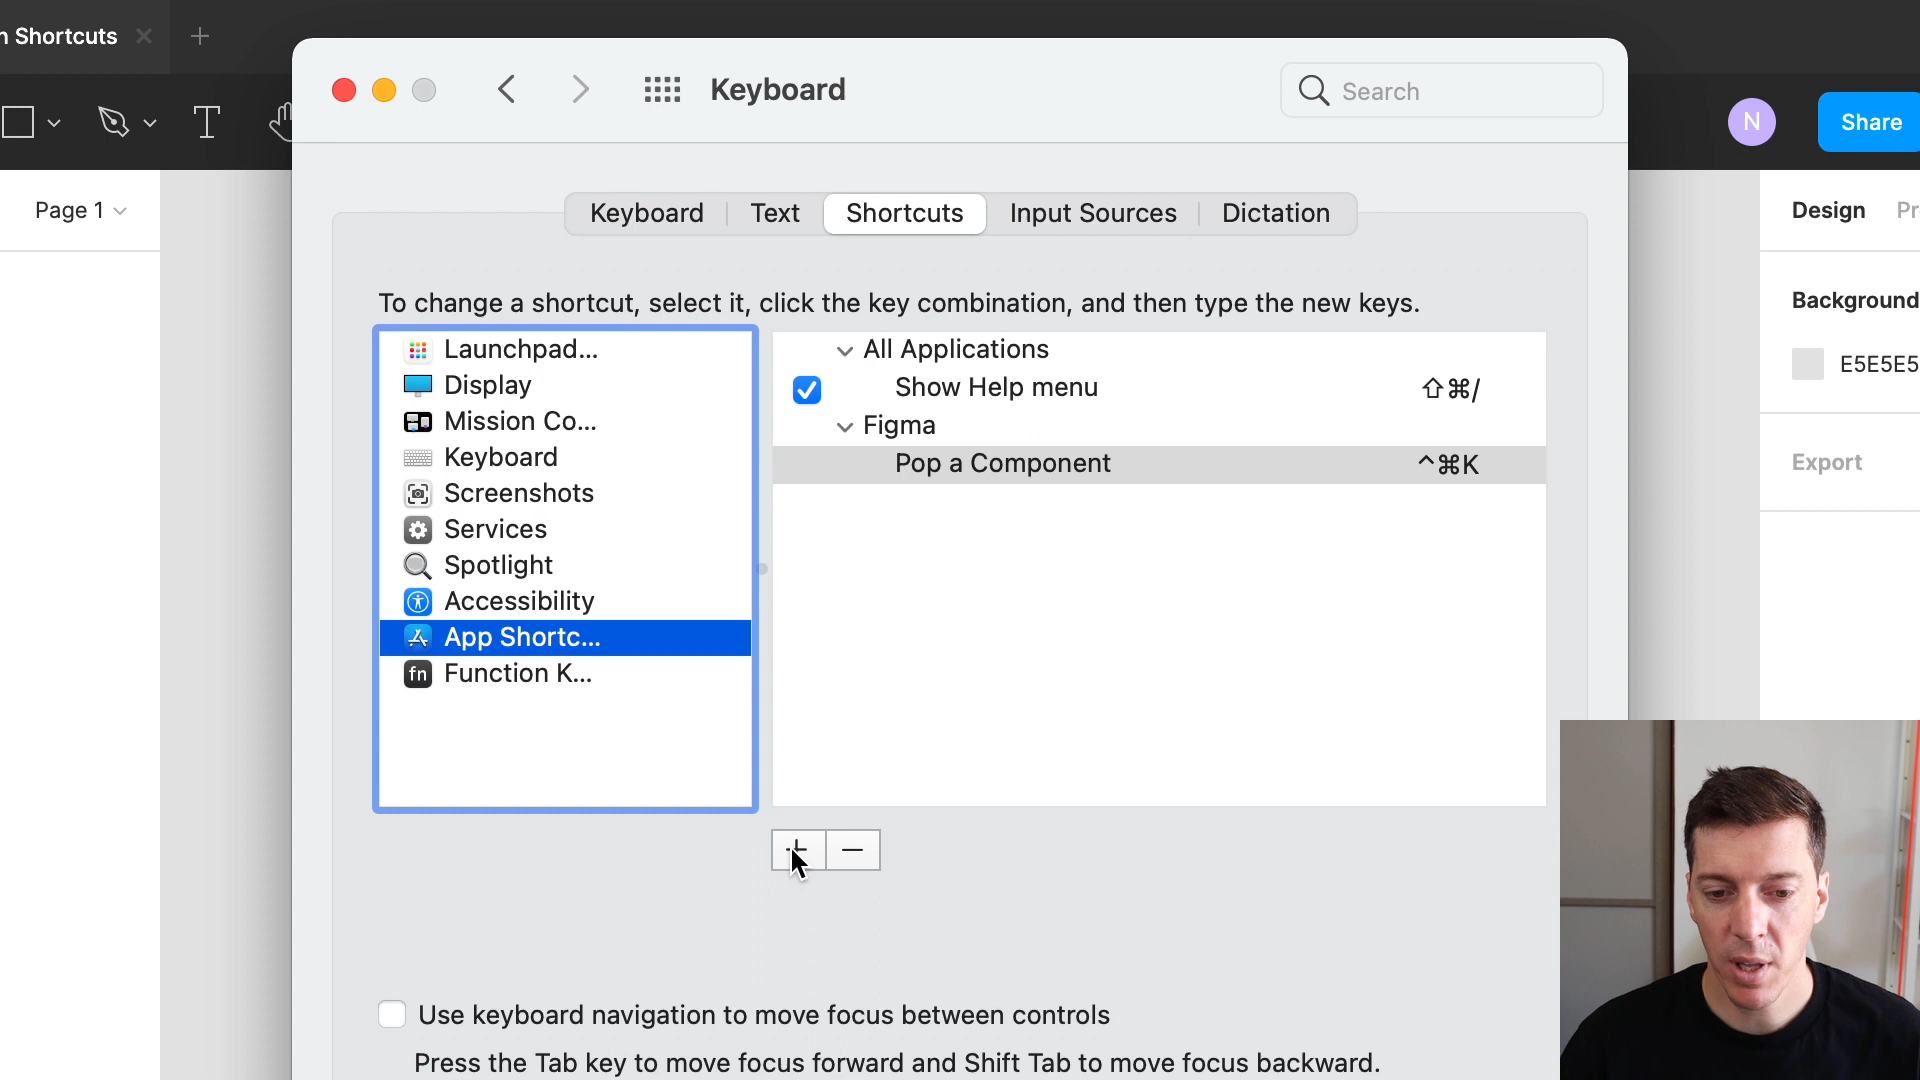 n Shortcuts
Keyboard
Search
N
Share
Page 1
Keyboard
Text
Shortcuts
Input Sources
Dictation
Design
Pr
Background
To change a shortcut, select it, click the key combination, and then type the new keys.
E5E5E5
Export
Launchpad...
Display
Mission Co...
Keyboard
Screenshots
Services
Spotlight
Accessibility
App Shortc...
fn Function K...
All Applications
Show Help menu ⇧⌘/
Figma
Pop a Component ^⌘K
Use keyboard navigation to move focus between controls
Press the Tab key to move focus forward and Shift Tab to move focus backward.